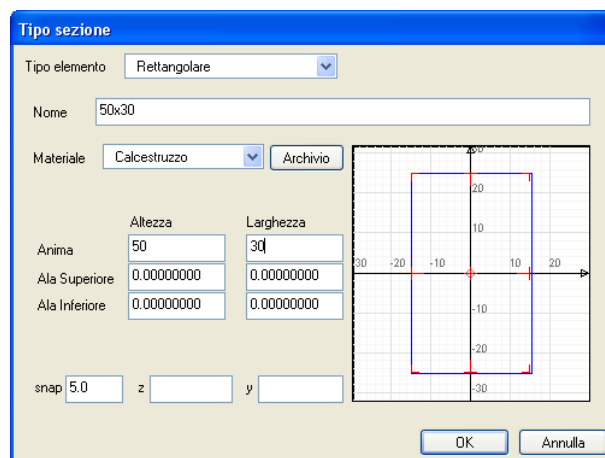 Tipo sezione
Tipo elemento Rettangolare
Nome 50x30
Materiale Calcestruzzo Archivio
Altezza Larghezza
Anima 50 30
Ala Superiore 0.00000000 0.00000000
Ala Inferiore 0.00000000 0.00000000
snap 5.0 z y
20
10
30 -20 -10 10 20
-10
-20
-30
OK Annulla